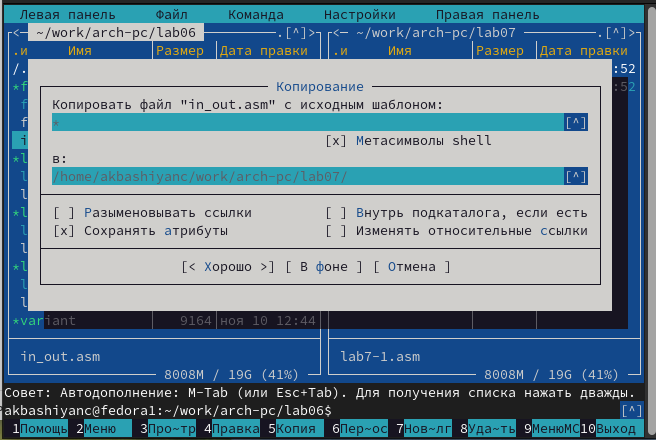 Левая панель Файл Команда Настройки Правая панель
<─ ~/work/arch-pc/lab06 .[^]> <─ ~/work/arch-pc/lab07 .[^]>
.и Имя Размер Дата правки .и Имя Размер Дата правки
/. :52
*f :52
Копирование
Копировать файл "in_out.asm" с исходным шаблоном:
* [^]
[x] Метасимволы shell
в:
/home/akbashiyanc/work/arch-pc/lab07/ [^]
[ ] Разыменовывать ссылки [ ] Внутрь подкаталога, если есть
[x] Сохранять атрибуты [ ] Изменять относительные ссылки
[< Хорошо >] [ В фоне ] [ Отмена ]
*variant 9164 ноя 10 12:44
in_out.asm lab7-1.asm
8008M / 19G (41%) 8008M / 19G (41%)
Совет: Автодополнение: M-Tab (или Esc+Tab). Для получения списка нажать дважды.
akbashiyanc@fedora1:~/work/arch-pc/lab06$ [^]
1Помощь 2Меню 3Про~тр 4Правка 5Копия 6Пер~ос 7Нов~лг 8Уда~ть 9МенюMC 10Выход